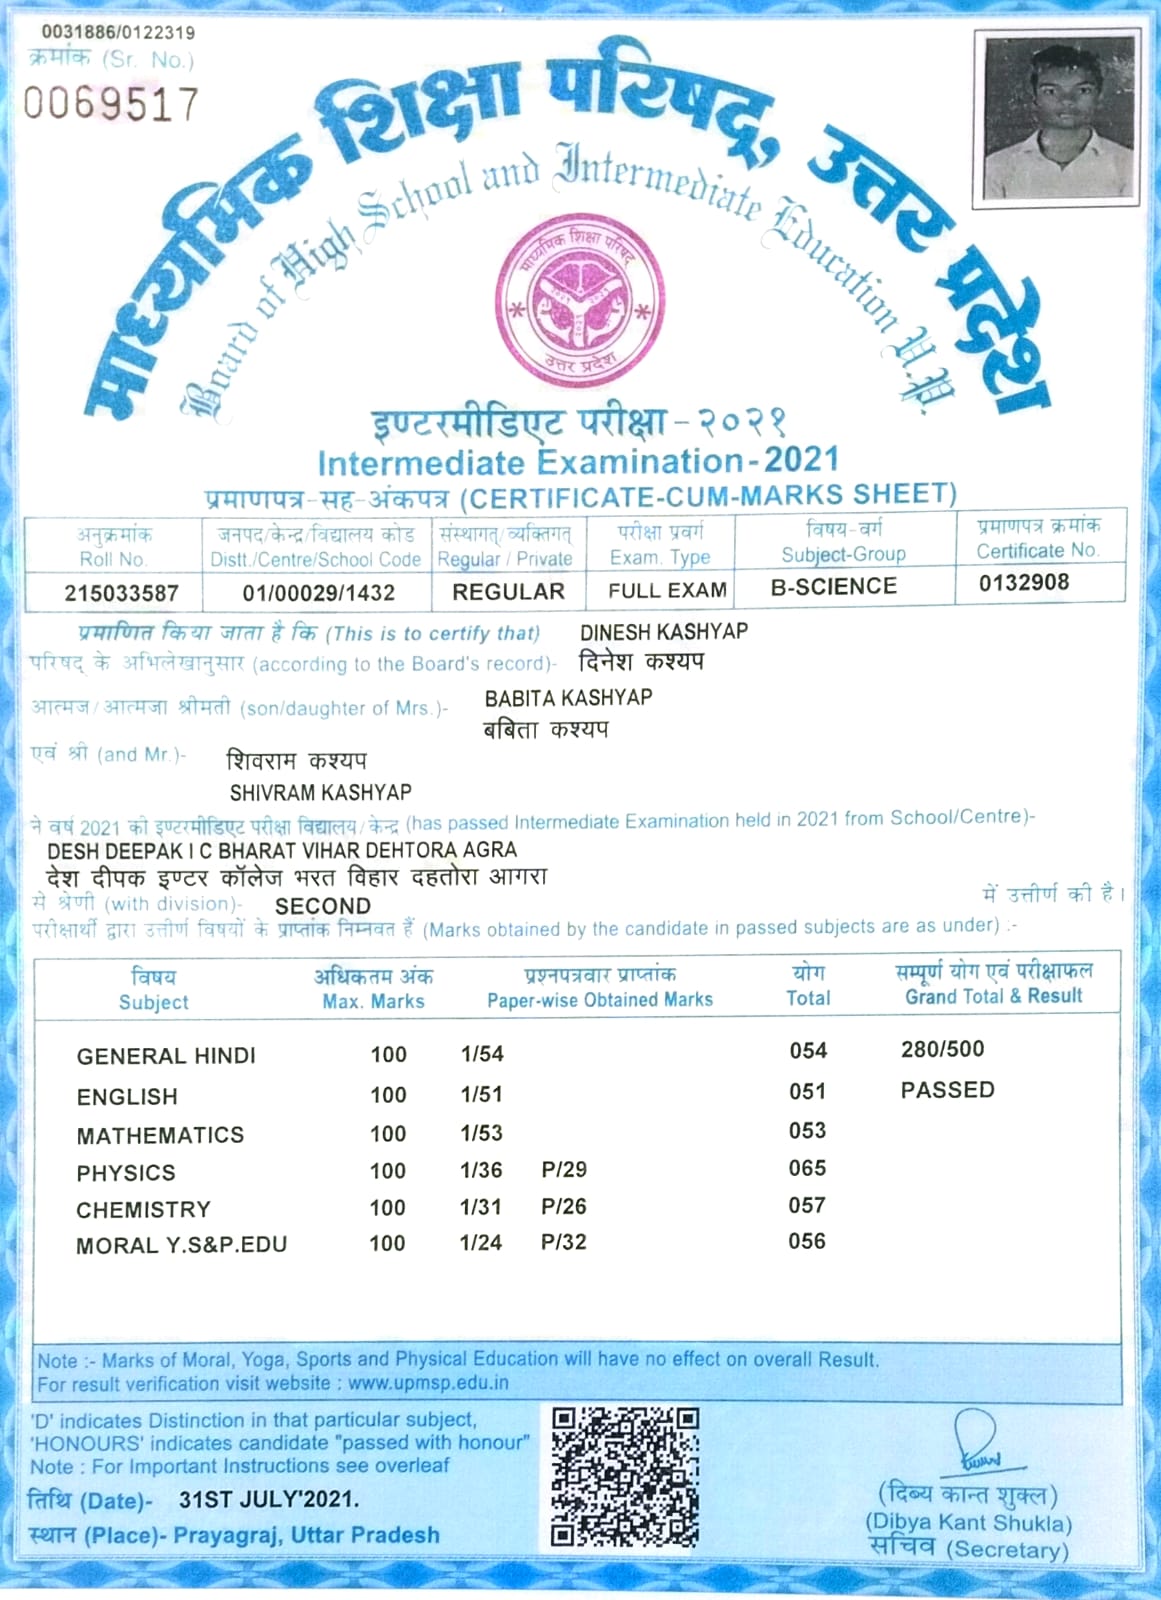 0031886/0122319
क्रमांक (Sr. No.)
0069517
माध्यमिक शिक्षा परिषद्, उत्तर प्रदेश
Board of High School and Intermediate Education U.P.
माध्यमिक शिक्षा परिषद्
उत्तर प्रदेश
इण्टरमीडिएट परीक्षा - २०२१
Intermediate Examination - 2021
प्रमाणपत्र-सह-अंकपत्र (CERTIFICATE-CUM-MARKS SHEET)
अनुक्रमांक जनपद/केन्द्र/विद्यालय कोड संस्थागत्/व्यक्तिगत् परीक्षा प्रवर्ग विषय-वर्ग प्रमाणपत्र क्रमांक
Roll No. Distt./Centre/School Code Regular / Private Exam. Type Subject-Group Certificate No.
215033587 01/00029/1432 REGULAR FULL EXAM B-SCIENCE 0132908
प्रमाणित किया जाता है कि (This is to certify that) DINESH KASHYAP
परिषद् के अभिलेखानुसार (according to the Board's record)- दिनेश कश्यप
आत्मज/आत्मजा श्रीमती (son/daughter of Mrs.)- BABITA KASHYAP
बबिता कश्यप
एवं श्री (and Mr.)- शिवराम कश्यप
SHIVRAM KASHYAP
ने वर्ष 2021 की इण्टरमीडिएट परीक्षा विद्यालय/केन्द्र (has passed Intermediate Examination held in 2021 from School/Centre)-
DESH DEEPAK I C BHARAT VIHAR DEHTORA AGRA
देश दीपक इण्टर कॉलेज भरत विहार दहतोरा आगरा
से श्रेणी (with division)- SECOND में उत्तीर्ण की है।
परीक्षार्थी द्वारा उत्तीर्ण विषयों के प्राप्तांक निम्नवत हैं (Marks obtained by the candidate in passed subjects are as under) :-
विषय अधिकतम अंक प्रश्नपत्रवार प्राप्तांक योग सम्पूर्ण योग एवं परीक्षाफल
Subject Max. Marks Paper-wise Obtained Marks Total Grand Total & Result
GENERAL HINDI 100 1/54 054 280/500
ENGLISH 100 1/51 051 PASSED
MATHEMATICS 100 1/53 053
PHYSICS 100 1/36 P/29 065
CHEMISTRY 100 1/31 P/26 057
MORAL Y.S&P.EDU 100 1/24 P/32 056
Note :- Marks of Moral, Yoga, Sports and Physical Education will have no effect on overall Result.
For result verification visit website : www.upmsp.edu.in
'D' indicates Distinction in that particular subject,
'HONOURS' indicates candidate "passed with honour"
Note : For Important Instructions see overleaf
तिथि (Date)- 31ST JULY'2021.
स्थान (Place)- Prayagraj, Uttar Pradesh
(दिब्य कान्त शुक्ल)
(Dibya Kant Shukla)
सचिव (Secretary)